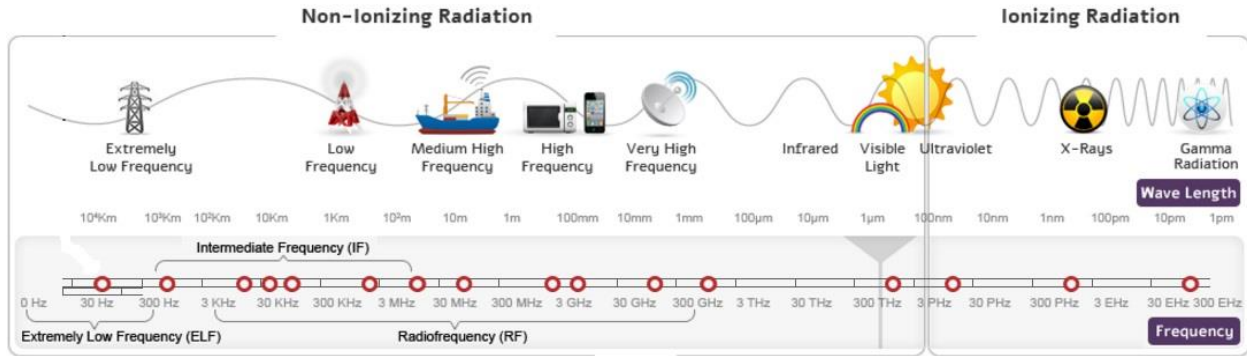 Non-Ionizing Radiation
Ionizing Radiation
Extremely
Low Frequency
Low
Frequency
Medium High
Frequency
High
Frequency
Very High
Frequency
Infrared
Visible
Light
Ultraviolet
X-Rays
Gamma
Radiation
Wave Length
10⁴Km 10³Km 10²Km 10Km 1Km 10²m 10m 1m 100mm 10mm 1mm 100µm 10µm 1µm 100nm 10nm 1nm 100pm 10pm 1pm
Intermediate Frequency (IF)
0 Hz 30 Hz 300 Hz 3 KHz 30 KHz 300 KHz 3 MHz 30 MHz 300 MHz 3 GHz 30 GHz 300 GHz 3 THz 30 THz 300 THz 3 PHz 30 PHz 300 PHz 3 EHz 30 EHz 300 EHz
Extremely Low Frequency (ELF)
Radiofrequency (RF)
Frequency